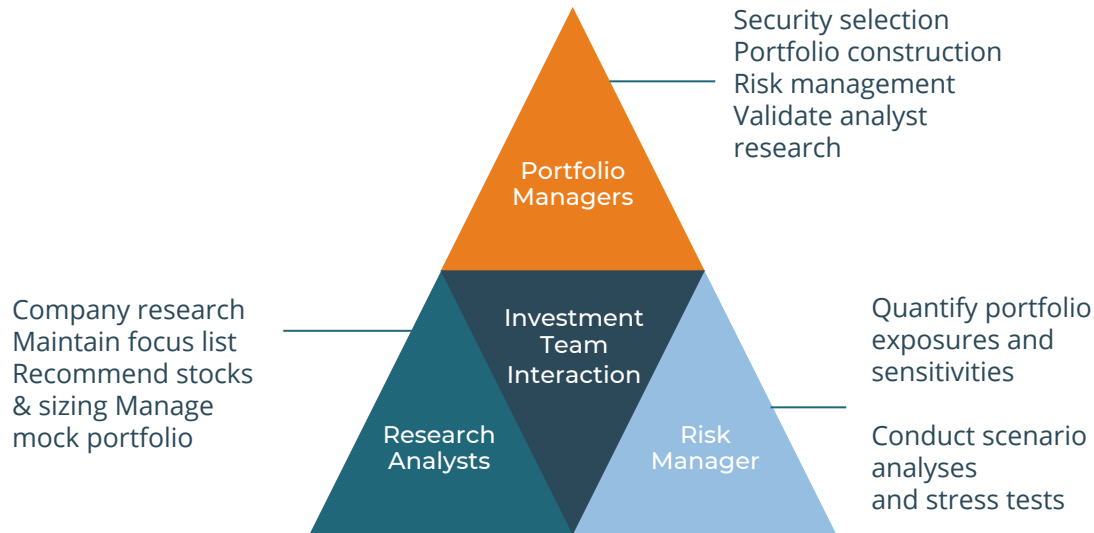 Security selection
Portfolio construction
Risk management
Validate analyst
research
Portfolio
Managers
Company research
Maintain focus list
Recommend stocks
& sizing Manage
mock portfolio
Investment
Team
Interaction
Quantify portfolio
exposures and
sensitivities
Research
Analysts
Risk
Manager
Conduct scenario
analyses
and stress tests